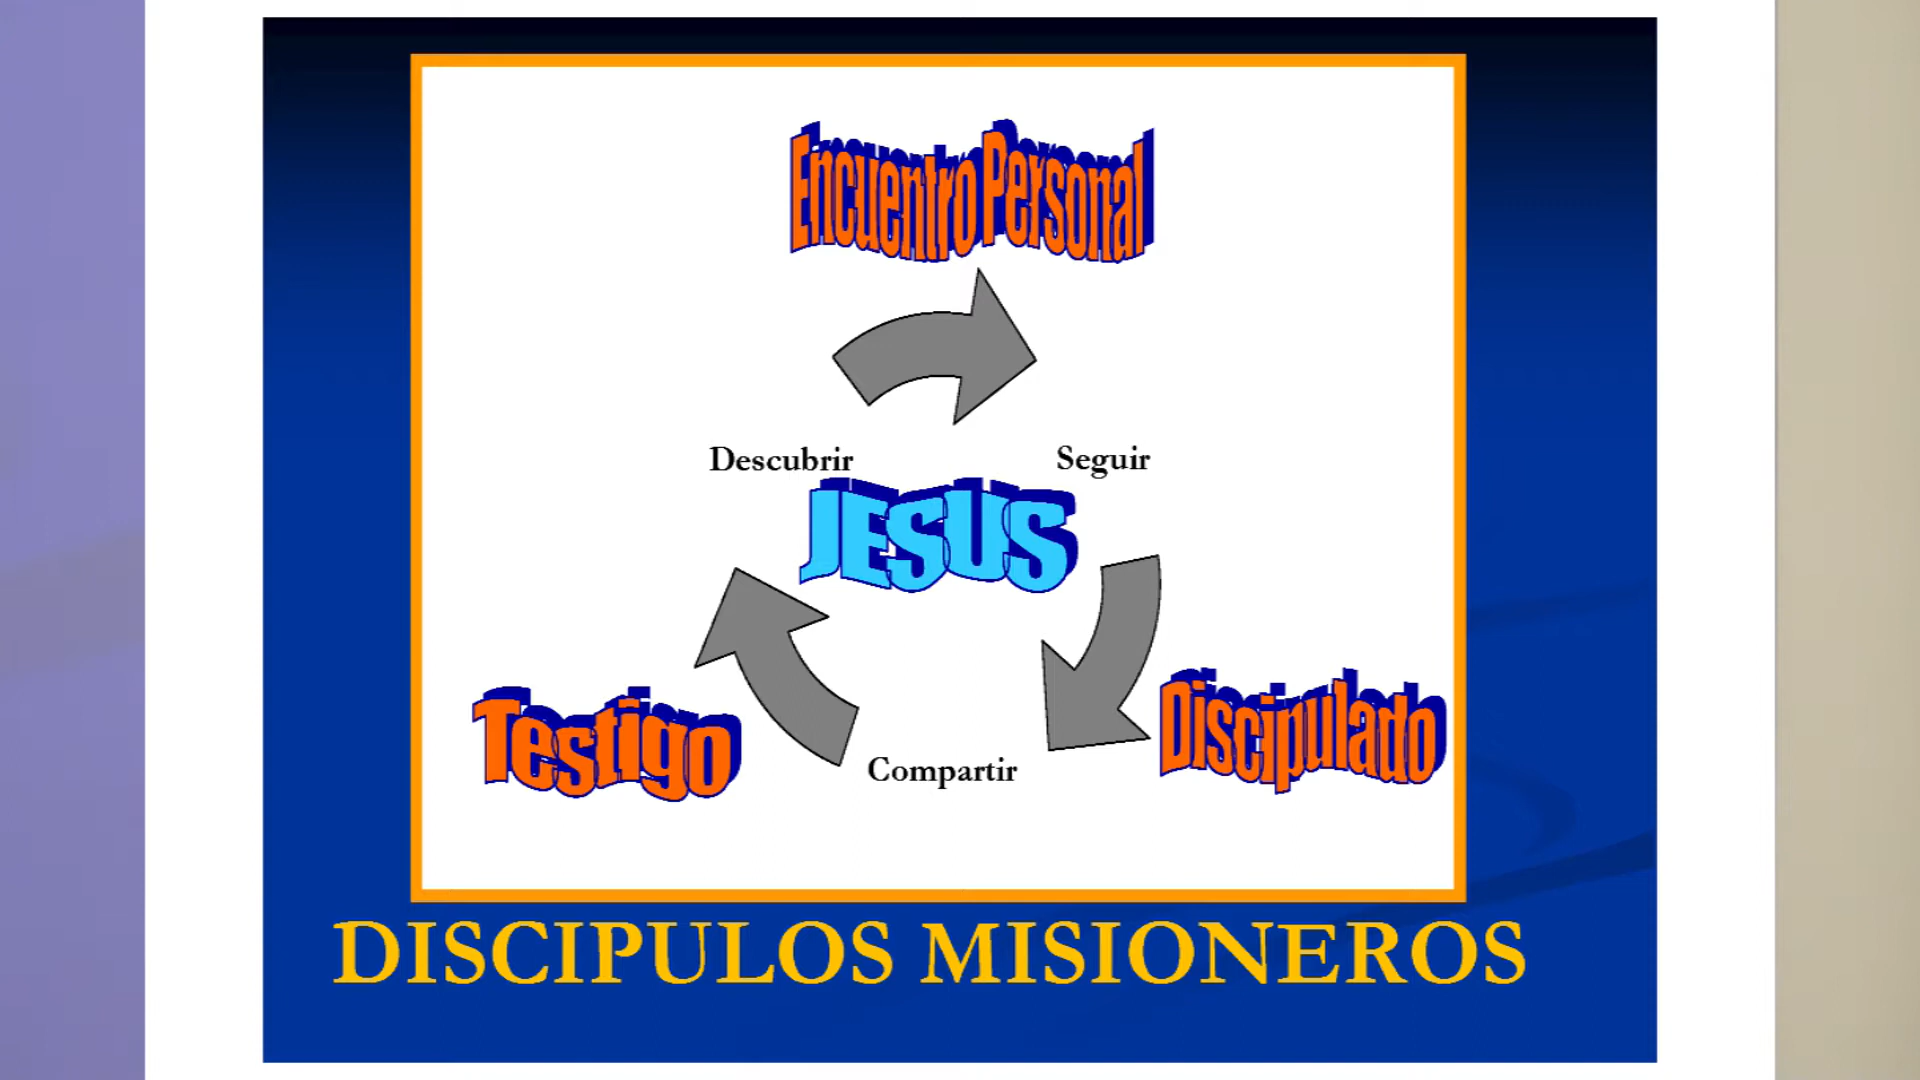 Encuentro Personal
Descubrir
Seguir
JESUS
Testigo
Discipulado
Compartir
DISCIPULOS MISIONEROS